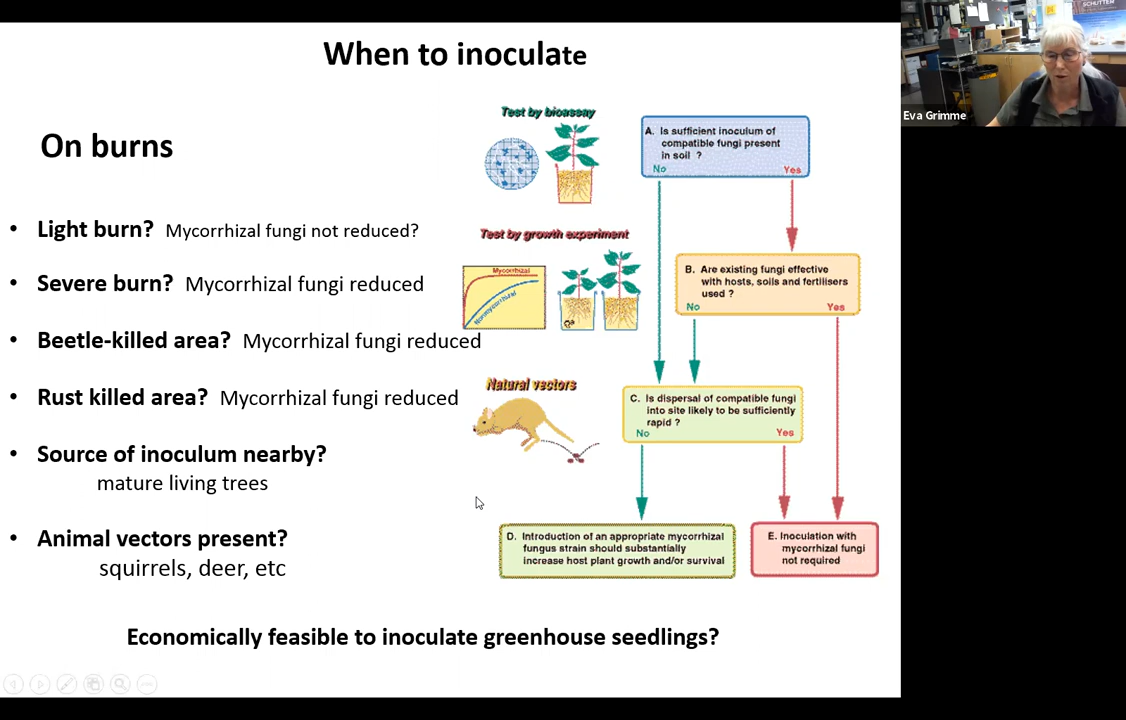 When to inoculate
On burns
• Light burn? Mycorrhizal fungi not reduced?
• Severe burn? Mycorrhizal fungi reduced
• Beetle-killed area? Mycorrhizal fungi reduced
• Rust killed area? Mycorrhizal fungi reduced
• Source of inoculum nearby?
mature living trees
• Animal vectors present?
squirrels, deer, etc
Test by bioassay
A. Is sufficient inoculum of
compatible fungi present
in soil ?
No Yes
Test by growth experiment
Mycorrhizal
Nonmycorrhizal
B. Are existing fungi effective
with hosts, soils and fertilisers
used ?
No Yes
Natural vectors
C. Is dispersal of compatible fungi
into site likely to be sufficiently
rapid ?
No Yes
D. Introduction of an appropriate mycorrhizal
fungus strain should substantially
increase host plant growth and/or survival
E. Inoculation with
mycorrhizal fungi
not required
Economically feasible to inoculate greenhouse seedlings?
SCHUTTER
Eva Grimme